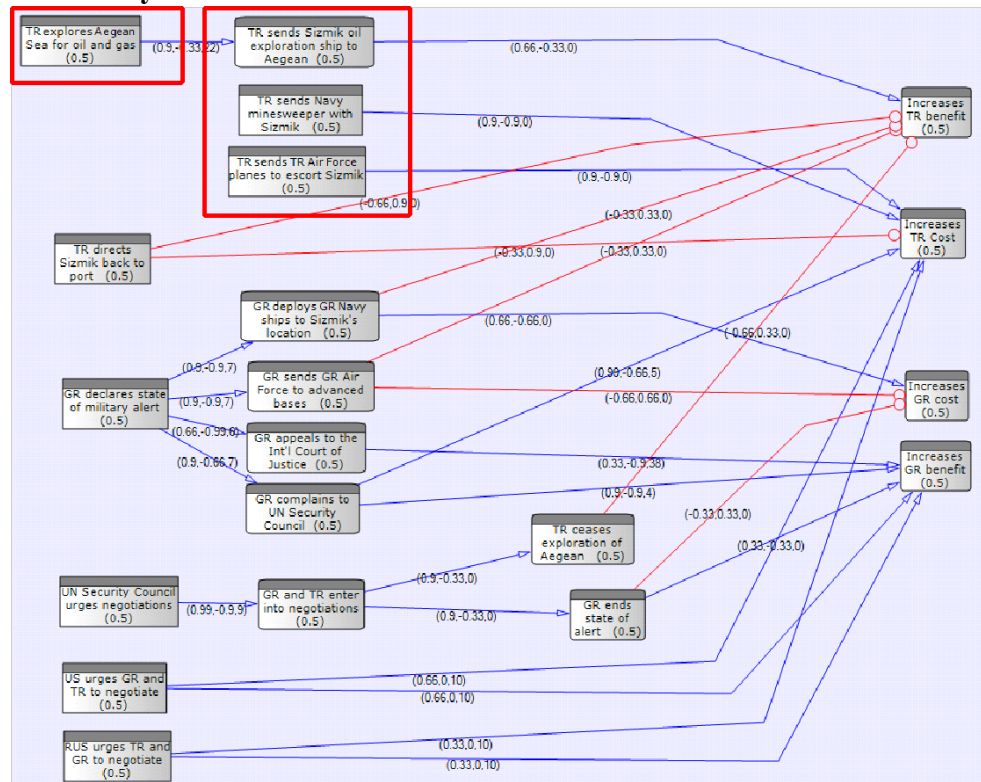 TR explores Aegean
Sea for oil and gas
(0.5)
(0.9,-0.33,22)
TR sends Sizmik oil
exploration ship to
Aegean (0.5)
(0.66,-0.33,0)
TR sends Navy
minesweeper with
Sizmik (0.5)
(0.9,-0.9,0)
Increases
TR benefit
(0.5)
TR sends TR Air Force
planes to escort Sizmik
(0.5)
(0.9,-0.9,0)
(-0.66,0.9,0)
(-0.33,0.33,0)
TR directs
Sizmik back to
port (0.5)
(-0.33,0.9,0)
(-0.33,0.33,0)
Increases
TR Cost
(0.5)
GR deploys GR Navy
ships to Sizmik's
location (0.5)
(0.66,-0.66,0)
(-0.66,0.33,0)
(0.9,-0.9,7)
GR declares state
of military alert
(0.5)
(0.9,-0.9,7)
GR sends GR Air
Force to advanced
bases (0.5)
(0.99,-0.66,5)
(-0.66,0.66,0)
Increases
GR cost
(0.5)
(0.66,-0.99,6)
GR appeals to the
Int'l Court of
Justice (0.5)
(0.33,-0.9,38)
Increases
GR benefit
(0.5)
(0.9,-0.66,7)
GR complains to
UN Security
Council (0.5)
(0.9,-0.9,4)
(-0.33,0.33,0)
TR ceases
exploration of
Aegean (0.5)
(0.33,-0.33,0)
UN Security Council
urges negotiations
(0.5)
(0.99,-0.9,9)
GR and TR enter
into negotiations
(0.5)
(0.9,-0.33,0)
(0.9,-0.33,0)
GR ends
state of
alert (0.5)
US urges GR and
TR to negotiate
(0.5)
(0.66,0,10)
(0.66,0,10)
RUS urges TR and
GR to negotiate
(0.5)
(0.33,0,10)
(0.33,0,10)